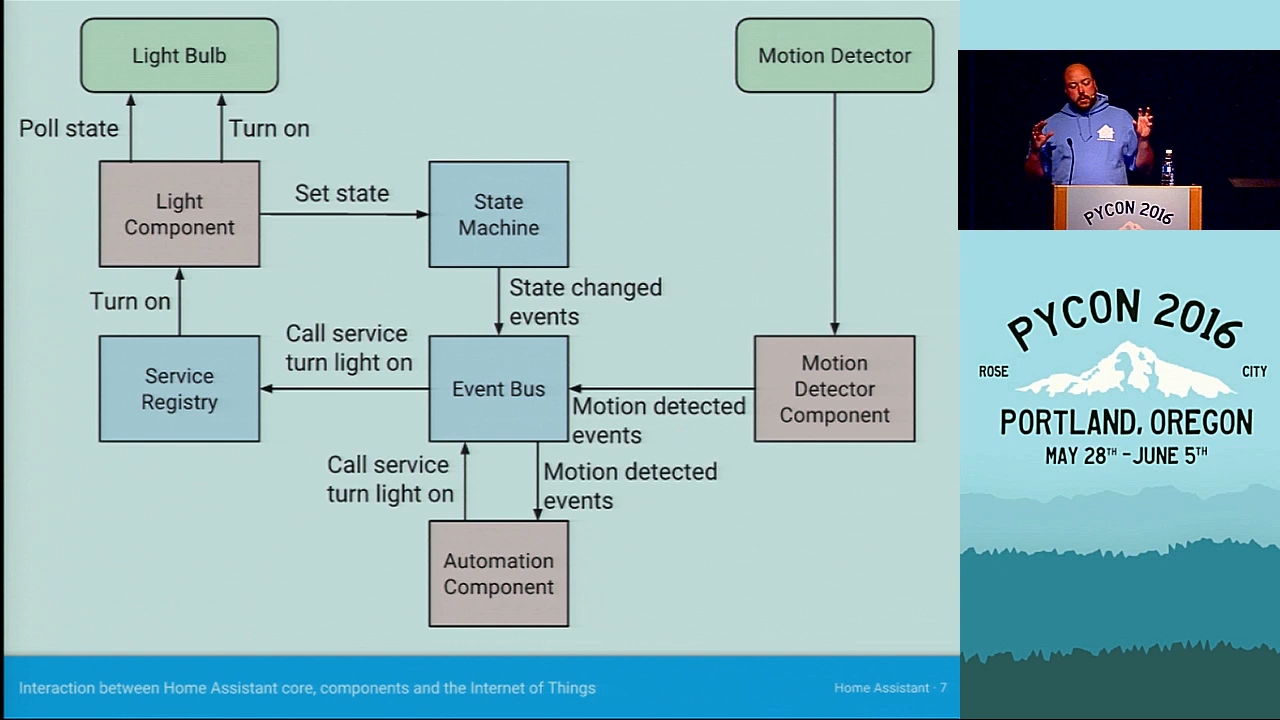 Light Bulb
Motion Detector
Poll state
Turn on
Light
Component
Set state
State
Machine
Turn on
State changed
events
Call service
turn light on
Service
Registry
Event Bus
Motion
Detector
Component
Motion detected
events
Call service
turn light on
Motion detected
events
Automation
Component
Interaction between Home Assistant core, components and the Internet of Things
Home Assistant · 7
PYCON 2016
PYCON 2016
ROSE
CITY
PORTLAND, OREGON
MAY 28TH - JUNE 5TH